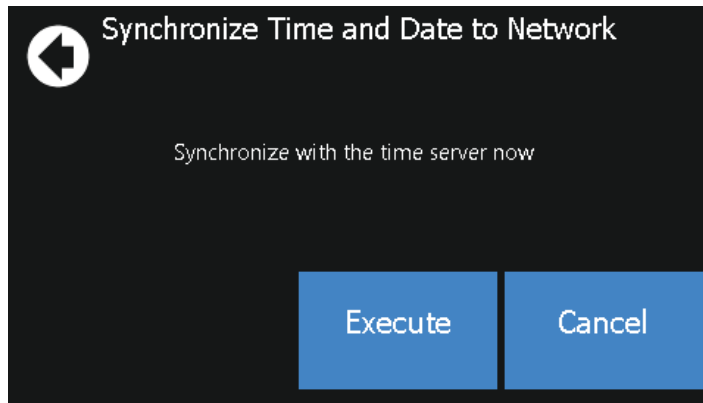 Synchronize Time and Date to Network
Synchronize with the time server now
Execute
Cancel